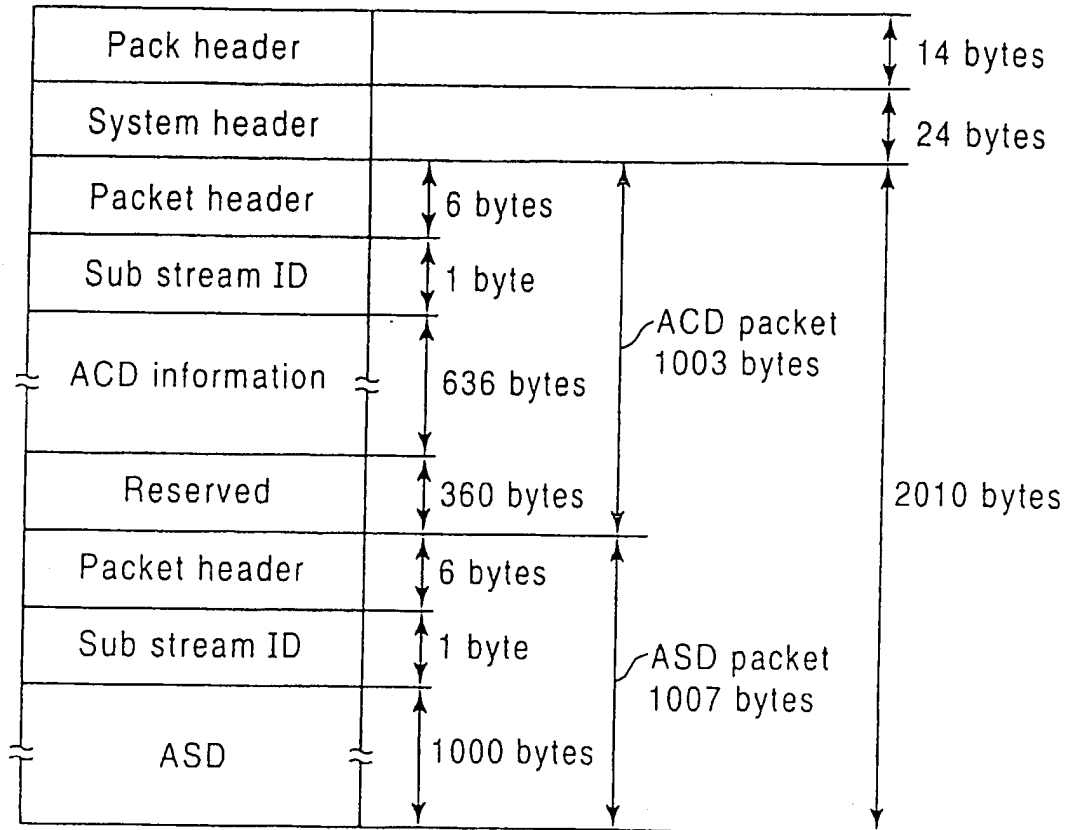 Pack header
14 bytes
System header
24 bytes
Packet header
6 bytes
Sub stream ID
1 byte
ACD information
636 bytes
ACD packet
1003 bytes
Reserved
360 bytes
2010 bytes
Packet header
6 bytes
Sub stream ID
1 byte
ASD packet
1007 bytes
ASD
1000 bytes